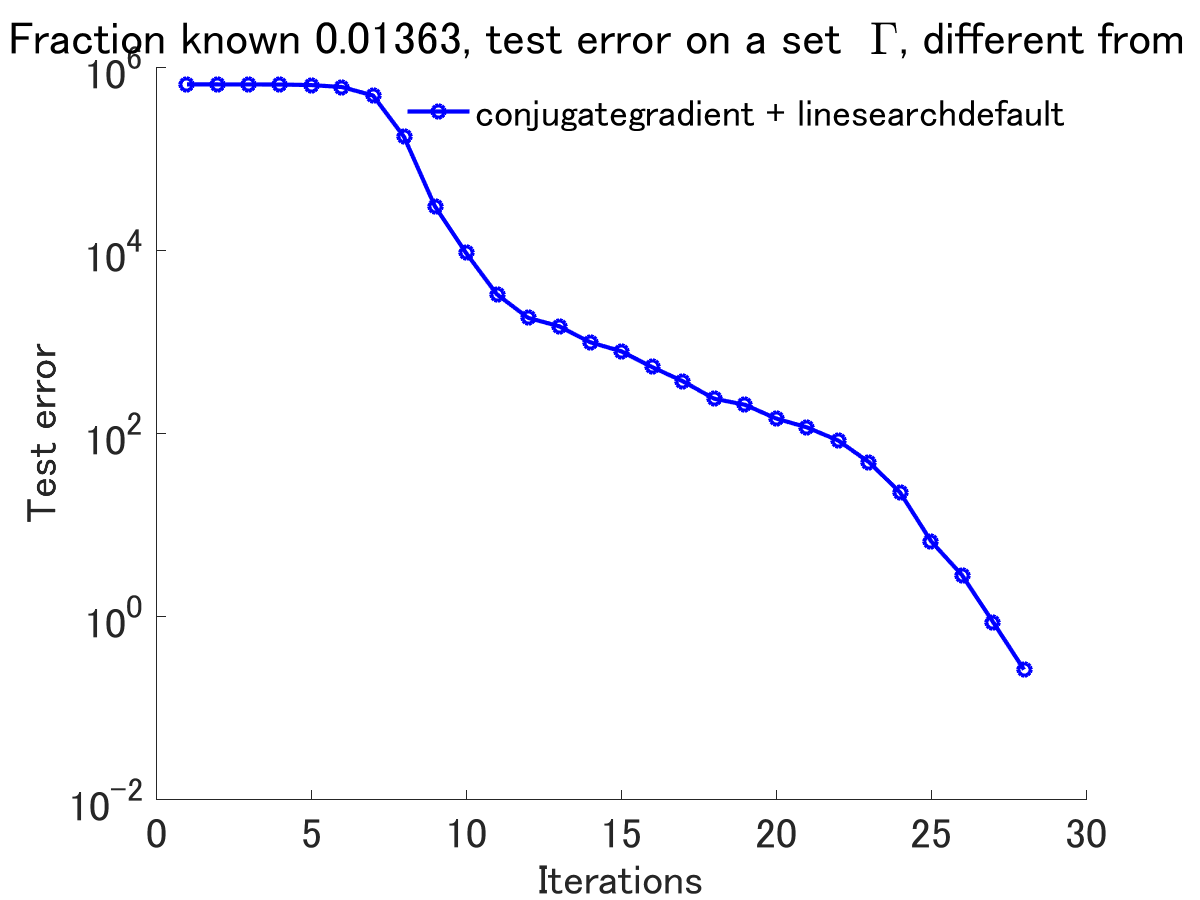 Fraction known 0.01363, test error on a set Γ, different from
10^6
conjugategradient + linesearchdefault
10^4
10^2
10^0
10^-2
Test error
0 5 10 15 20 25 30
Iterations